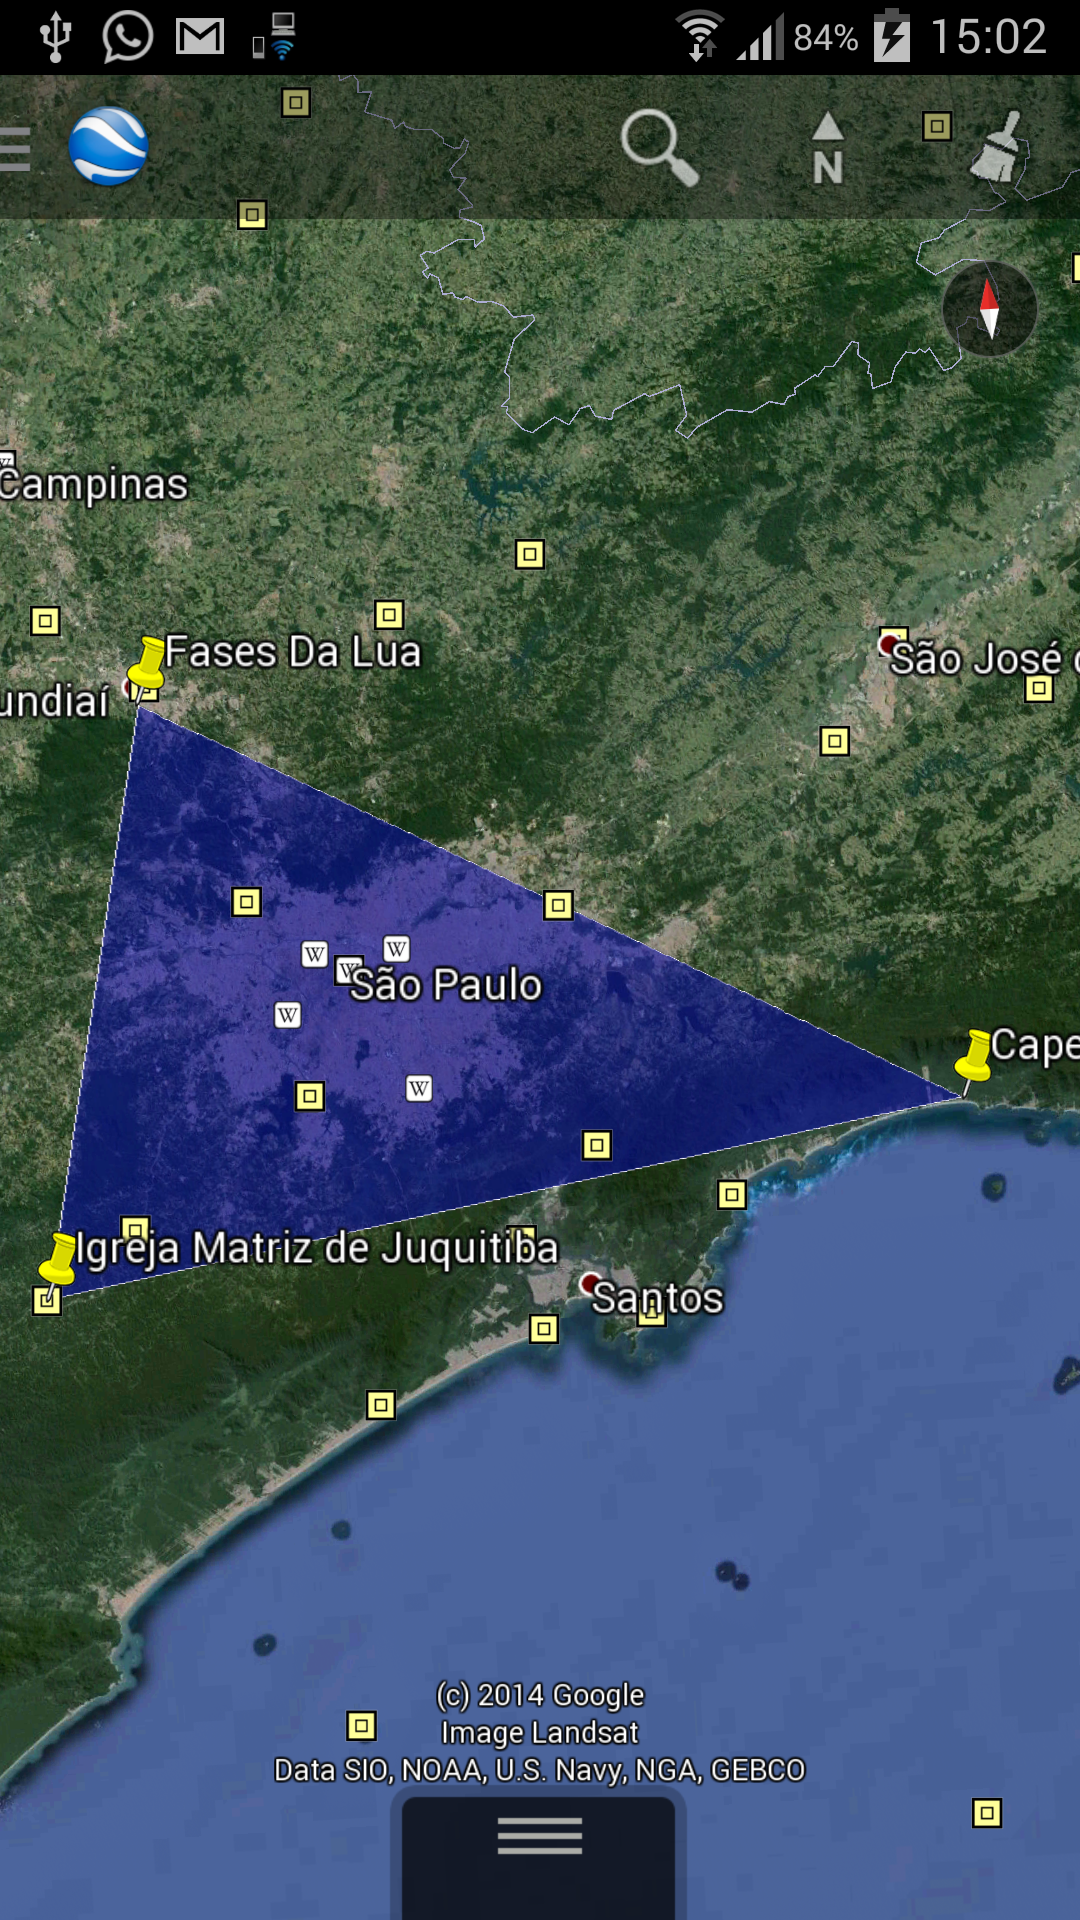 84% 15:02
N
Campinas
Fases Da Lua
undiaí
São José
W
W
W
São Paulo
W
Cape
W
Igreja Matriz de Juquitiba
Santos
(c) 2014 Google
Image Landsat
Data SIO, NOAA, U.S. Navy, NGA, GEBCO